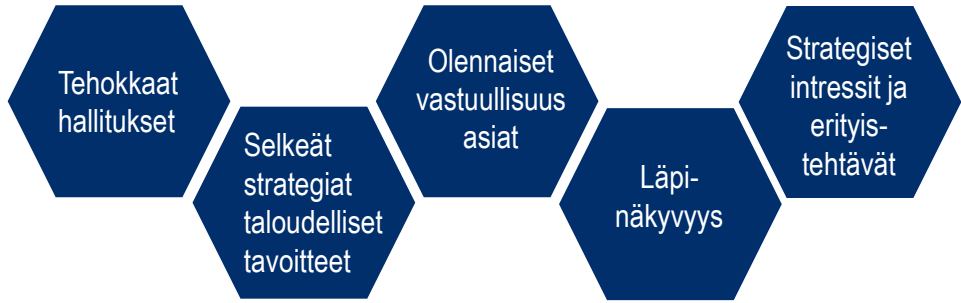 Tehokkaat
hallitukset
Selkeät
strategiat
taloudelliset
tavoitteet
Olennaiset
vastuullisuus
asiat
Läpi-
näkyvyys
Strategiset
intressit ja
erityis-
tehtävät